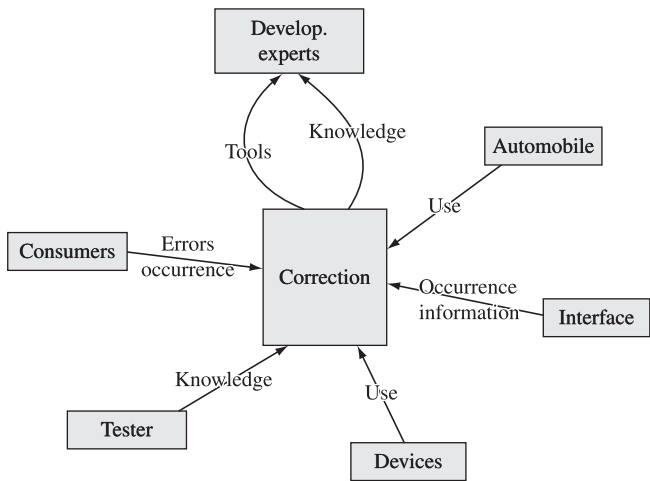 Develop.
experts
Knowledge
Tools
Automobile
Use
Consumers
Errors
occurrence
Correction
Occurrence
information
Interface
Knowledge
Use
Tester
Devices